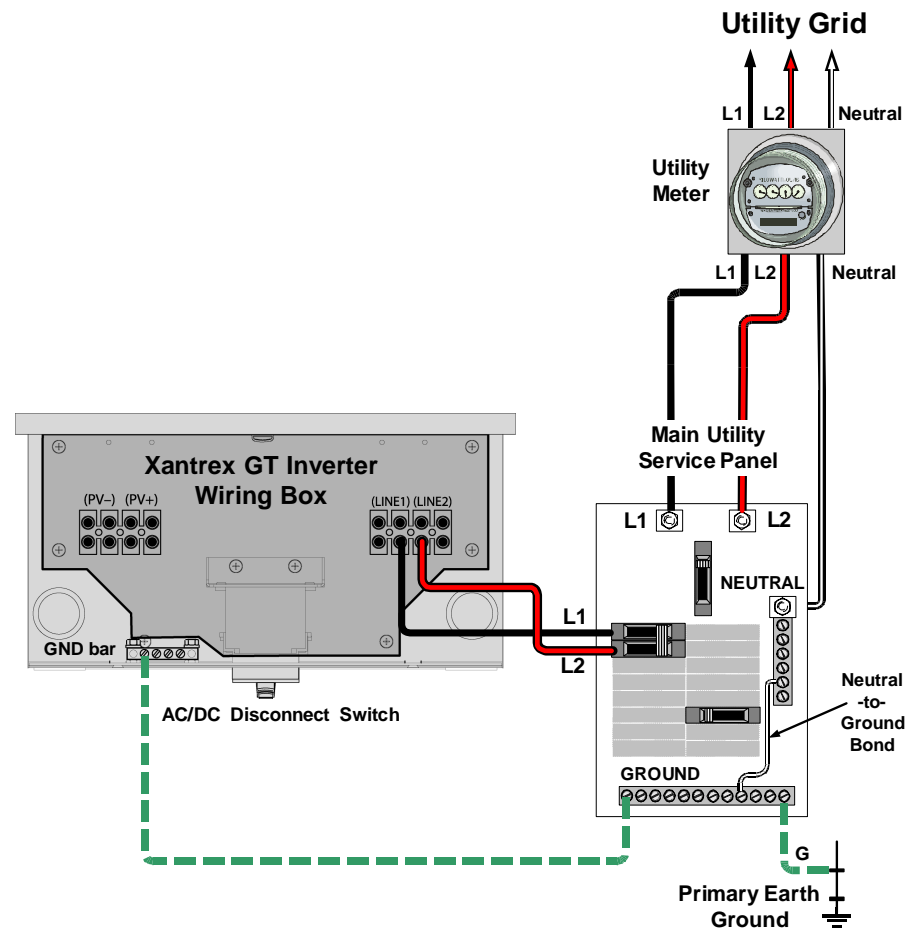 Utility Grid
L1 L2 Neutral
Utility
Meter
L1 L2 Neutral
Main Utility
Service Panel
Xantrex GT Inverter
Wiring Box
(PV–) (PV+)
(LINE1) (LINE2)
L1 L2
NEUTRAL
L1
L2
GND bar
AC/DC Disconnect Switch
Neutral
-to-
Ground
Bond
GROUND
G
Primary Earth
Ground